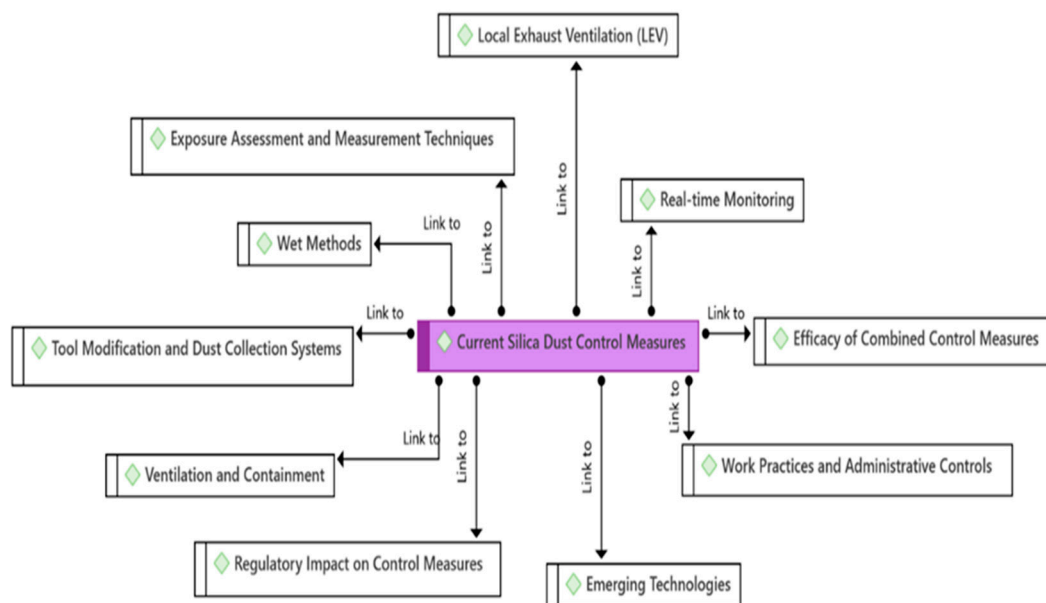 Local Exhaust Ventilation (LEV)
Exposure Assessment and Measurement Techniques
Link to
Real-time Monitoring
Link to
Wet Methods
Link to
Link to
Link to
Tool Modification and Dust Collection Systems
Current Silica Dust Control Measures
Link to
Efficacy of Combined Control Measures
Link to
Ventilation and Containment
Link to
Link to
Link to
Work Practices and Administrative Controls
Regulatory Impact on Control Measures
Emerging Technologies